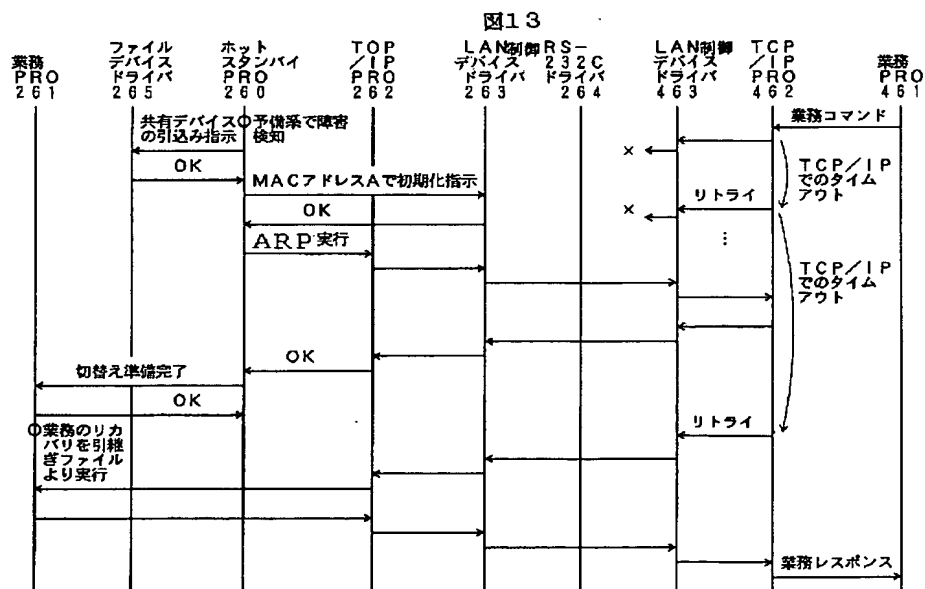 図13
業務
PRO
261
ファイル
デバイス
ドライバ
265
ホット
スタンバイ
PRO
260
TOP
/IP
PRO
262
LAN制御
デバイス
ドライバ
263
RS-
232C
ドライバ
264
LAN制御
デバイス
ドライバ
463
TCP
/IP
PRO
462
業務
PRO
461
共有デバイス
の引込み指示
予備系で障害
検知
業務コマンド
×
OK
TCP/IP
でのタイム
アウト
MACアドレスAで初期化指示
リトライ
×
OK
ARP実行
⋮
TCP/IP
でのタイム
アウト
OK
切替え準備完了
OK
リトライ
業務のリカ
バリを引継
ぎファイル
より実行
業務レスポンス